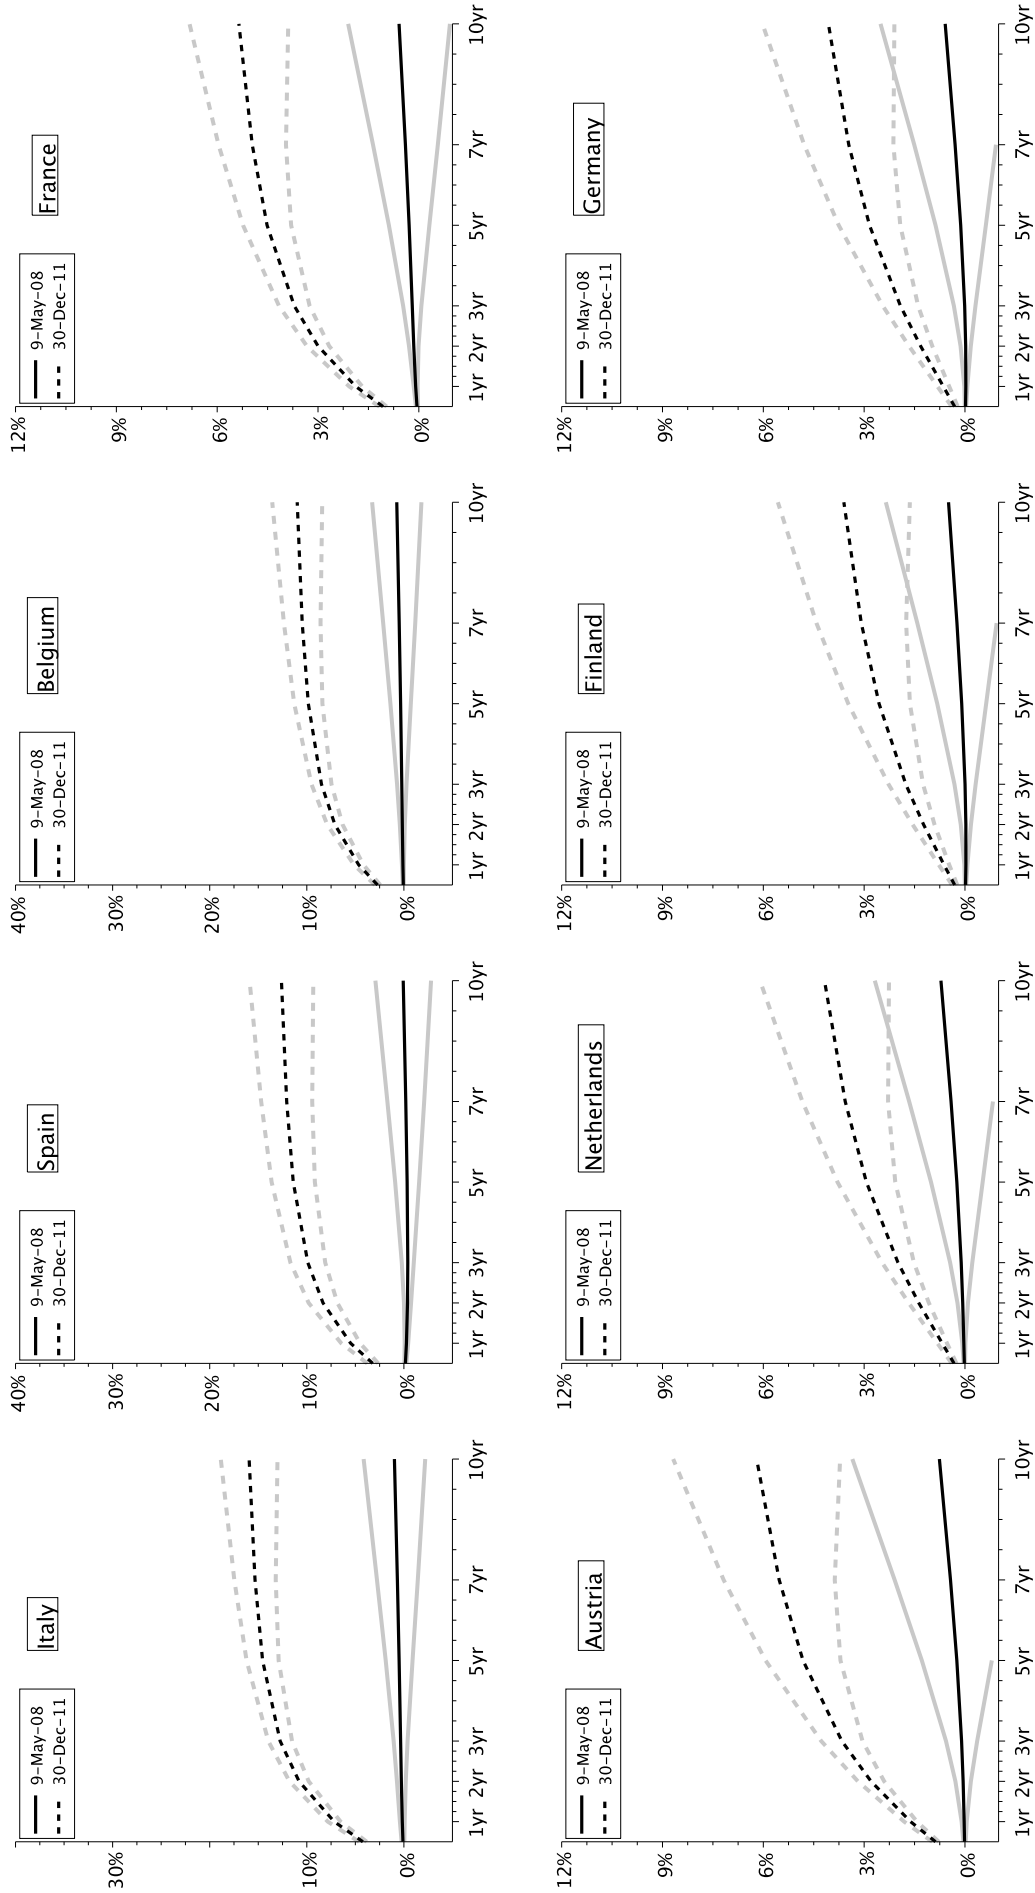 Italy
9–May–08
30–Dec–11
30%
10%
0%
1yr 2yr 3yr 5yr 7yr 10yr
Spain
9–May–08
30–Dec–11
40%
30%
20%
10%
0%
1yr 2yr 3yr 5yr 7yr 10yr
Belgium
9–May–08
30–Dec–11
40%
30%
20%
10%
0%
1yr 2yr 3yr 5yr 7yr 10yr
France
9–May–08
30–Dec–11
12%
9%
6%
3%
0%
1yr 2yr 3yr 5yr 7yr 10yr
Austria
9–May–08
30–Dec–11
12%
9%
6%
3%
0%
1yr 2yr 3yr 5yr 7yr 10yr
Netherlands
9–May–08
30–Dec–11
12%
9%
6%
3%
0%
1yr 2yr 3yr 5yr 7yr 10yr
Finland
9–May–08
30–Dec–11
12%
9%
6%
3%
0%
1yr 2yr 3yr 5yr 7yr 10yr
Germany
9–May–08
30–Dec–11
12%
9%
6%
3%
0%
1yr 2yr 3yr 5yr 7yr 10yr